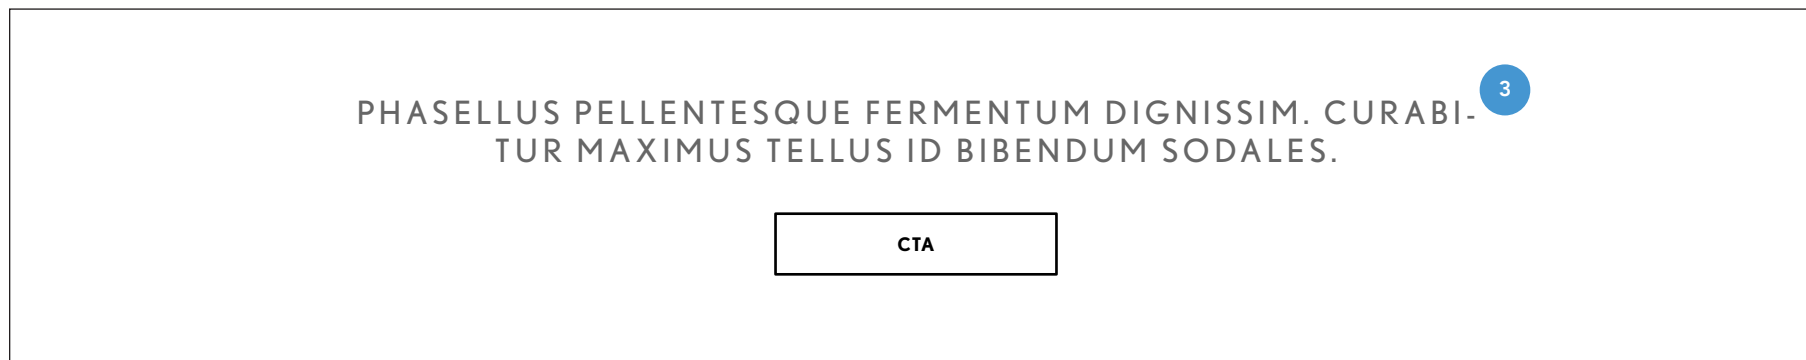 3
PHASELLUS PELLENTESQUE FERMENTUM DIGNISSIM. CURABI-
TUR MAXIMUS TELLUS ID BIBENDUM SODALES.
CTA